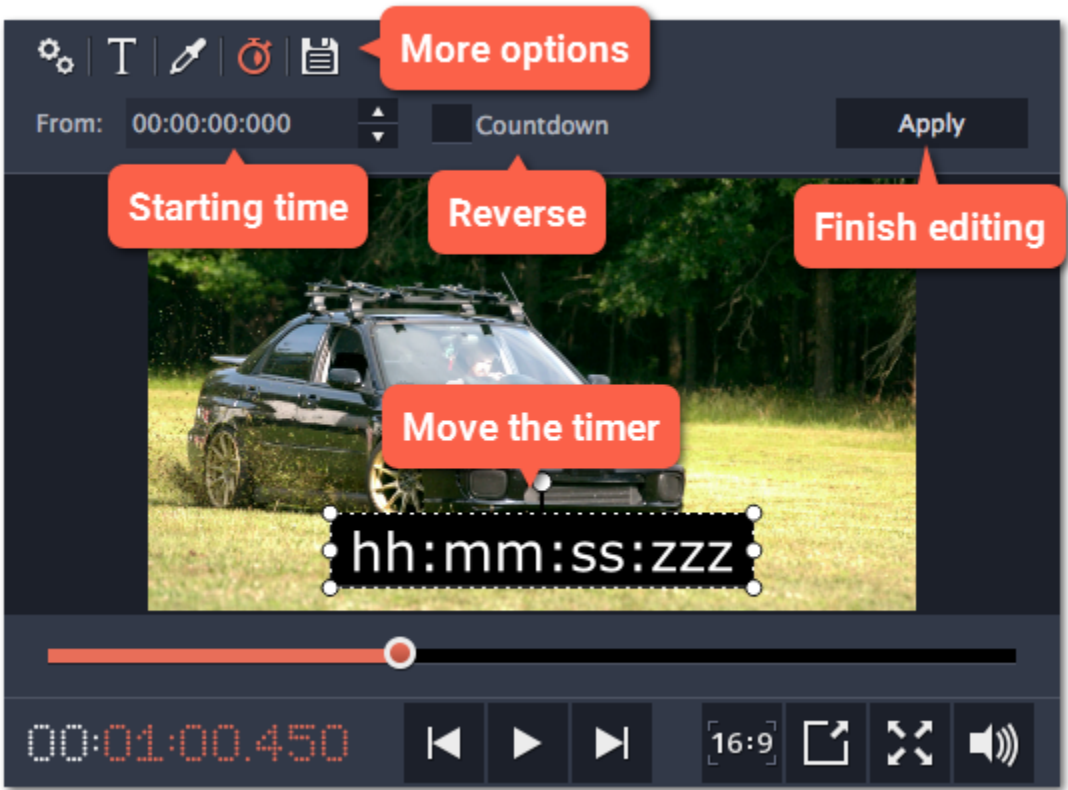 T
More options
From: 00:00:00:000 Countdown Apply
Starting time
Reverse
Finish editing
Move the timer
hh:mm:ss:zzz
00:01:00.450
16:9